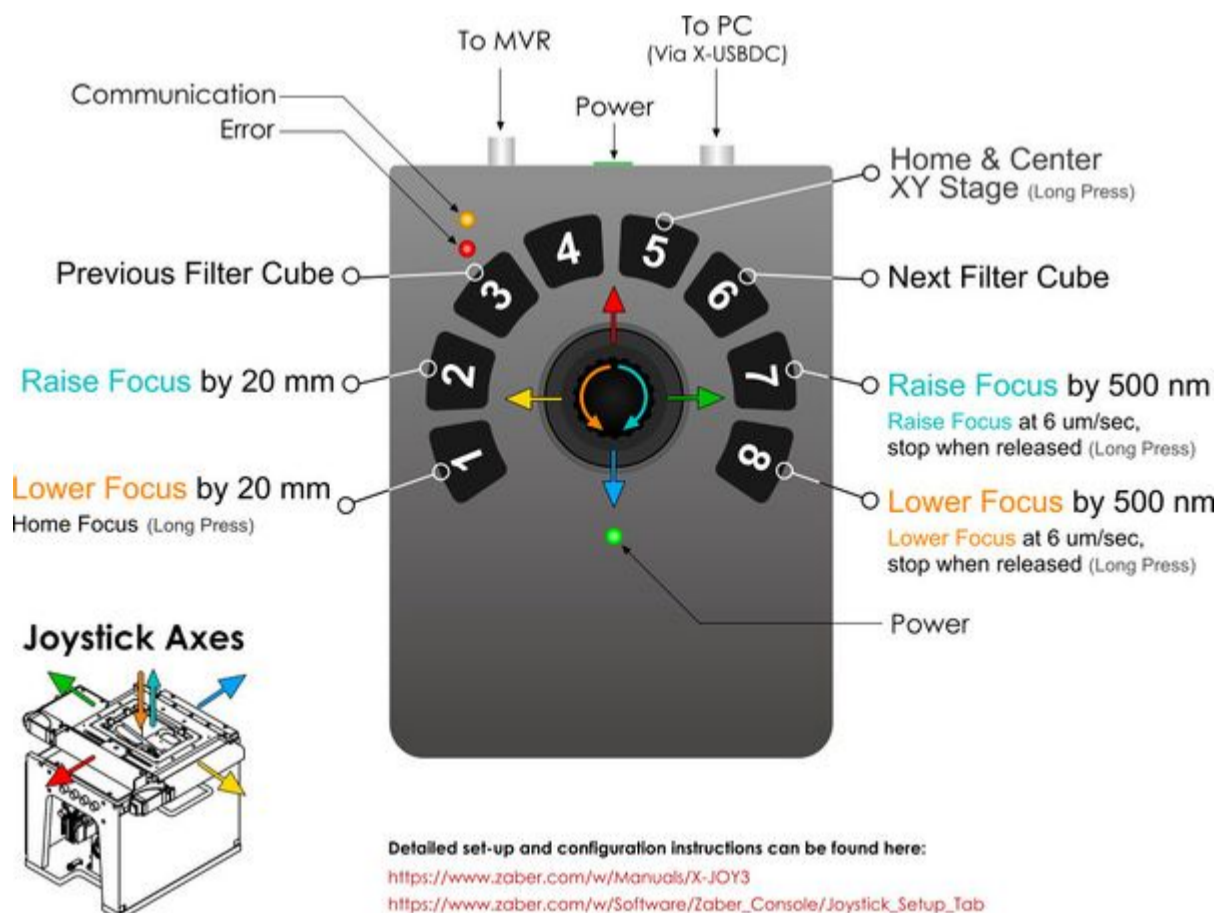 To MVR
To PC
(Via X-USBDC)
Communication
Error
Power
Home & Center
XY Stage (Long Press)
Previous Filter Cube
Next Filter Cube
1
2
3
4
5
6
7
8
Raise Focus by 20 mm
Raise Focus by 500 nm
Raise Focus at 6 um/sec,
stop when released (Long Press)
Lower Focus by 20 mm
Home Focus (Long Press)
Lower Focus by 500 nm
Lower Focus at 6 um/sec,
stop when released (Long Press)
Power
Joystick Axes
Detailed set-up and configuration instructions can be found here:
https://www.zaber.com/w/Manuals/X-JOY3
https://www.zaber.com/w/Software/Zaber_Console/Joystick_Setup_Tab